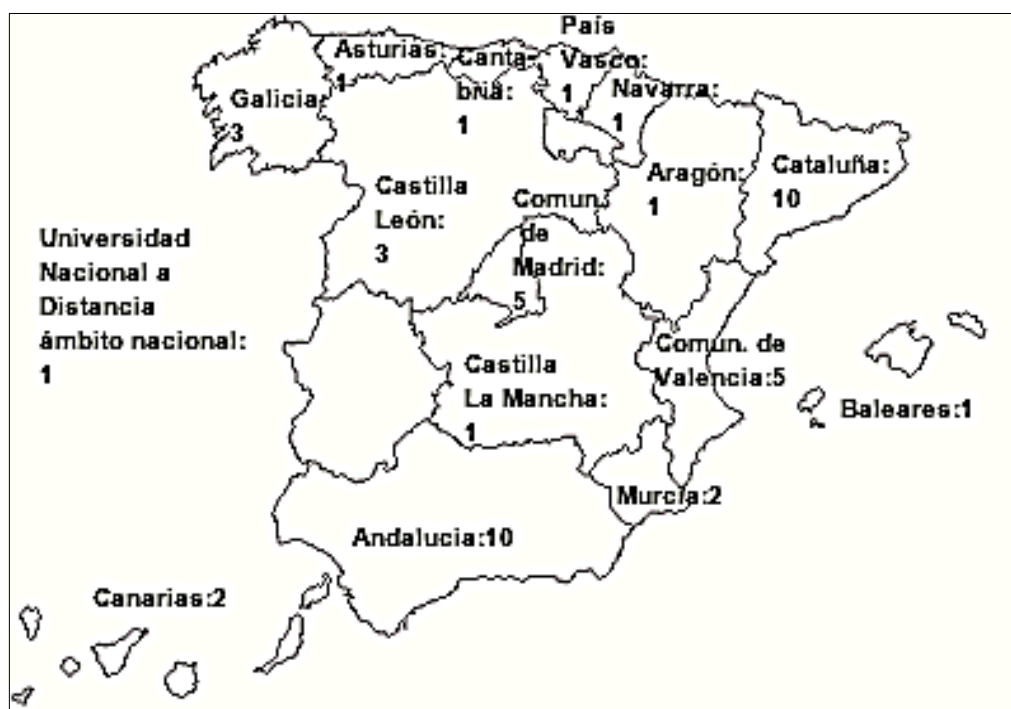 País
Vasco:
1
Asturias:
1
Canta-
bria:
1
Navarra:
1
Galicia
3
Aragón:
1
Cataluña:
10
Castilla
León:
3
Comun.
de
Madrid:
5
Universidad
Nacional a
Distancia
ámbito nacional:
1
Comun. de
Valencia:5
Castilla
La Mancha:
1
Baleares:1
Murcia:2
Andalucia:10
Canarias:2